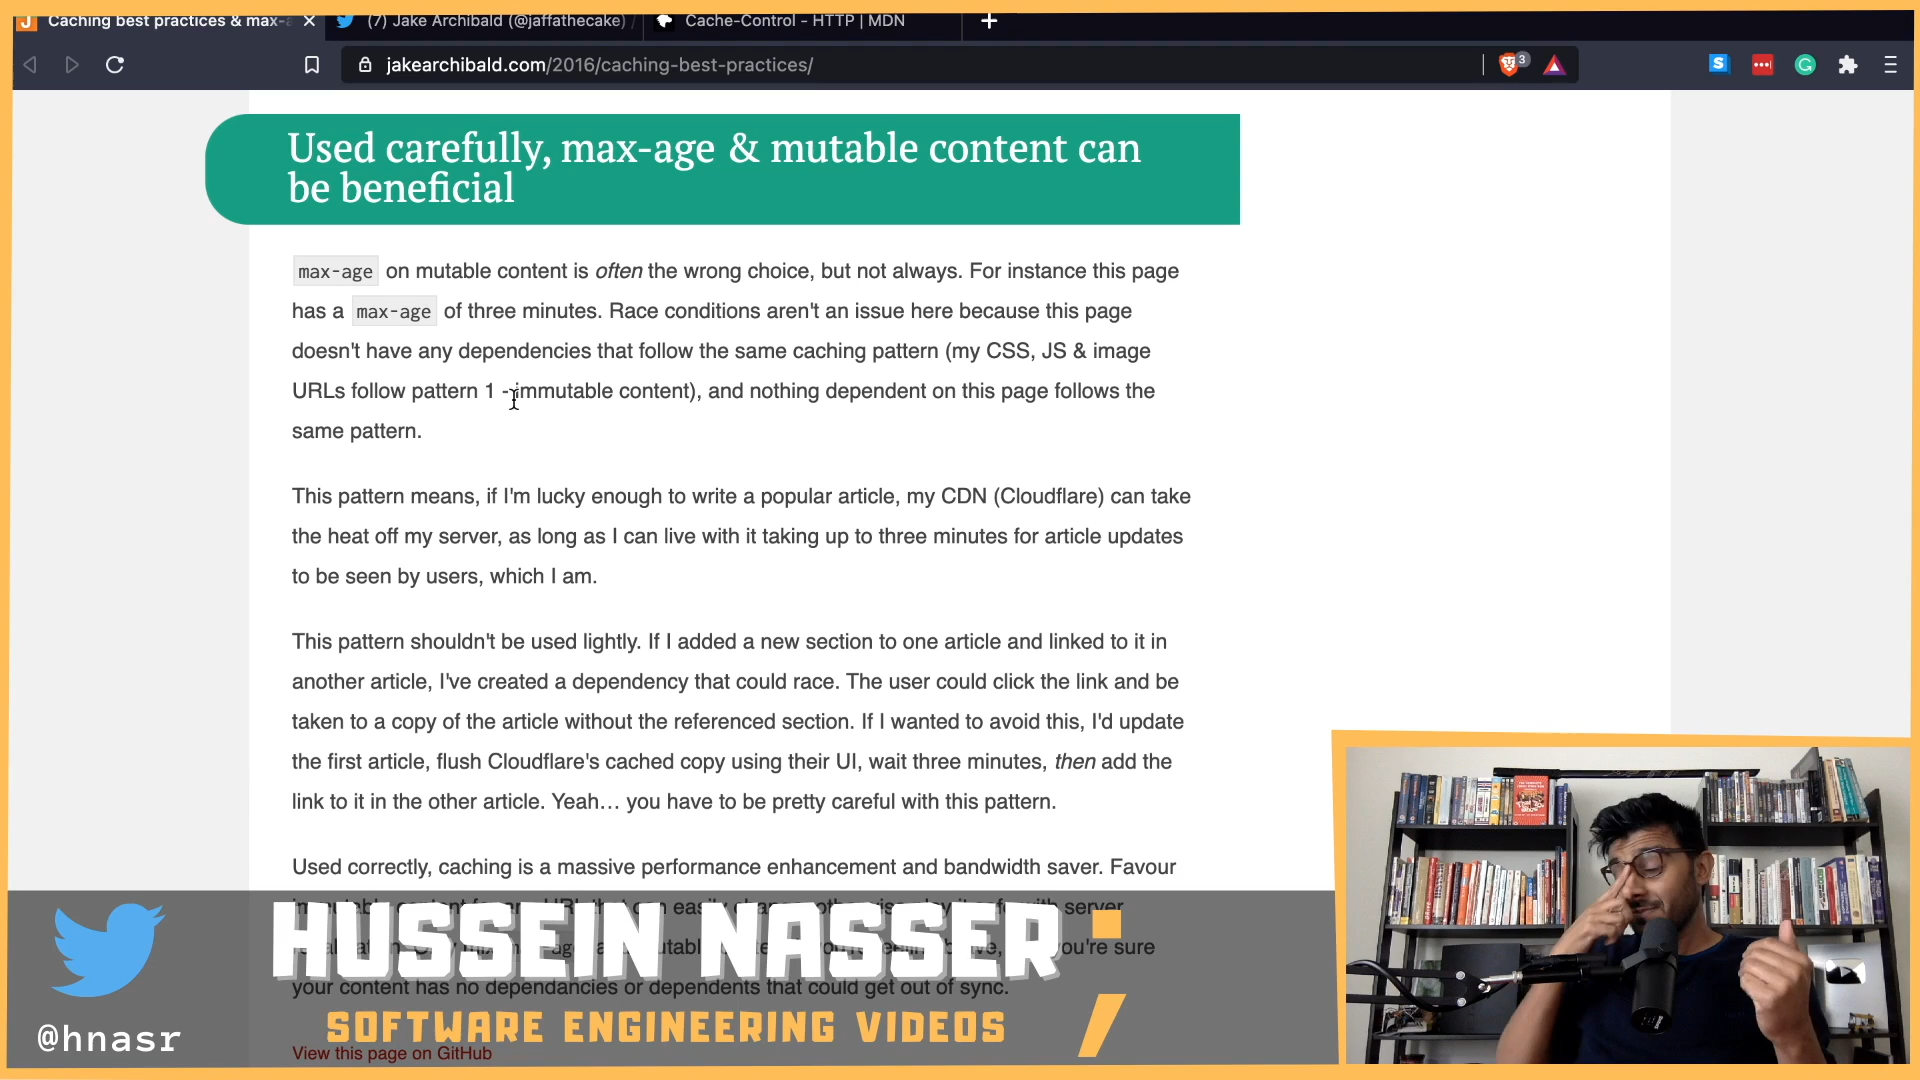 Caching best practices & max-a
(7) Jake Archibald (@jaffathecake) /
Cache-Control - HTTP | MDN
jakearchibald.com/2016/caching-best-practices/
3
S
G
Used carefully, max-age & mutable content can
be beneficial
max-age on mutable content is often the wrong choice, but not always. For instance this page
has a max-age of three minutes. Race conditions aren't an issue here because this page
doesn't have any dependencies that follow the same caching pattern (my CSS, JS & image
URLs follow pattern 1 - immutable content), and nothing dependent on this page follows the
same pattern.
This pattern means, if I'm lucky enough to write a popular article, my CDN (Cloudflare) can take
the heat off my server, as long as I can live with it taking up to three minutes for article updates
to be seen by users, which I am.
This pattern shouldn't be used lightly. If I added a new section to one article and linked to it in
another article, I've created a dependency that could race. The user could click the link and be
taken to a copy of the article without the referenced section. If I wanted to avoid this, I'd update
the first article, flush Cloudflare's cached copy using their UI, wait three minutes, then add the
link to it in the other article. Yeah… you have to be pretty careful with this pattern.
Used correctly, caching is a massive performance enhancement and bandwidth saver. Favour
server
you're sure
your content has no dependancies or dependents that could get out of sync.
View this page on GitHub
HUSSEIN NASSER
SOFTWARE ENGINEERING VIDEOS
;
@hnasr